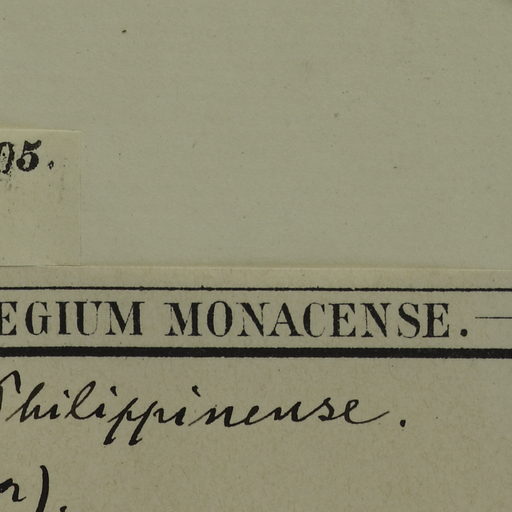 05.
EGIUM MONACENSE.
Philippinense.
r).